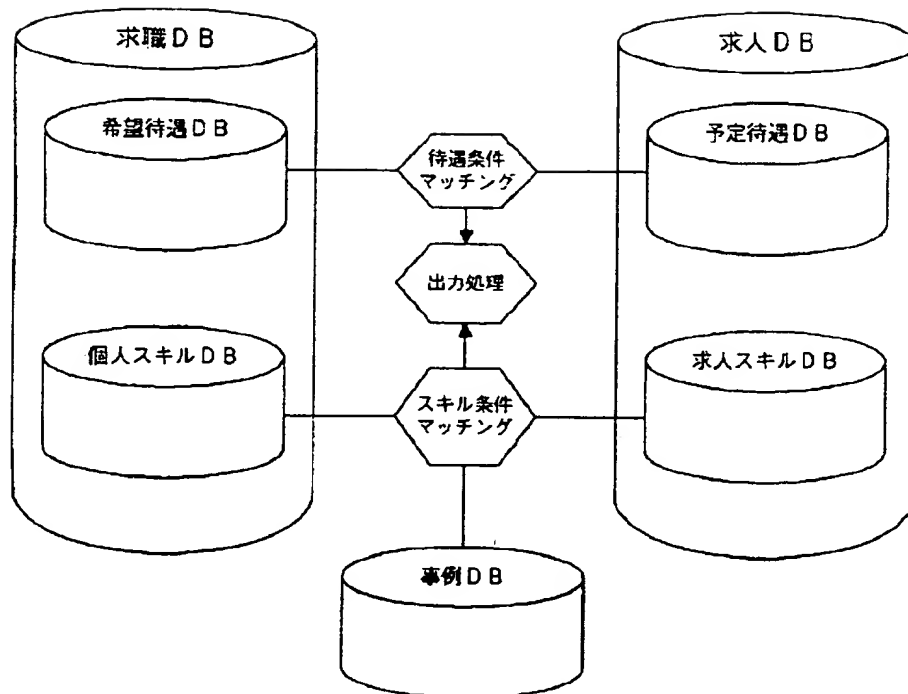 求職ＤＢ
求人ＤＢ
希望待遇ＤＢ
待遇条件
マッチング
予定待遇ＤＢ
出力処理
個人スキルＤＢ
スキル条件
マッチング
求人スキルＤＢ
事例ＤＢ